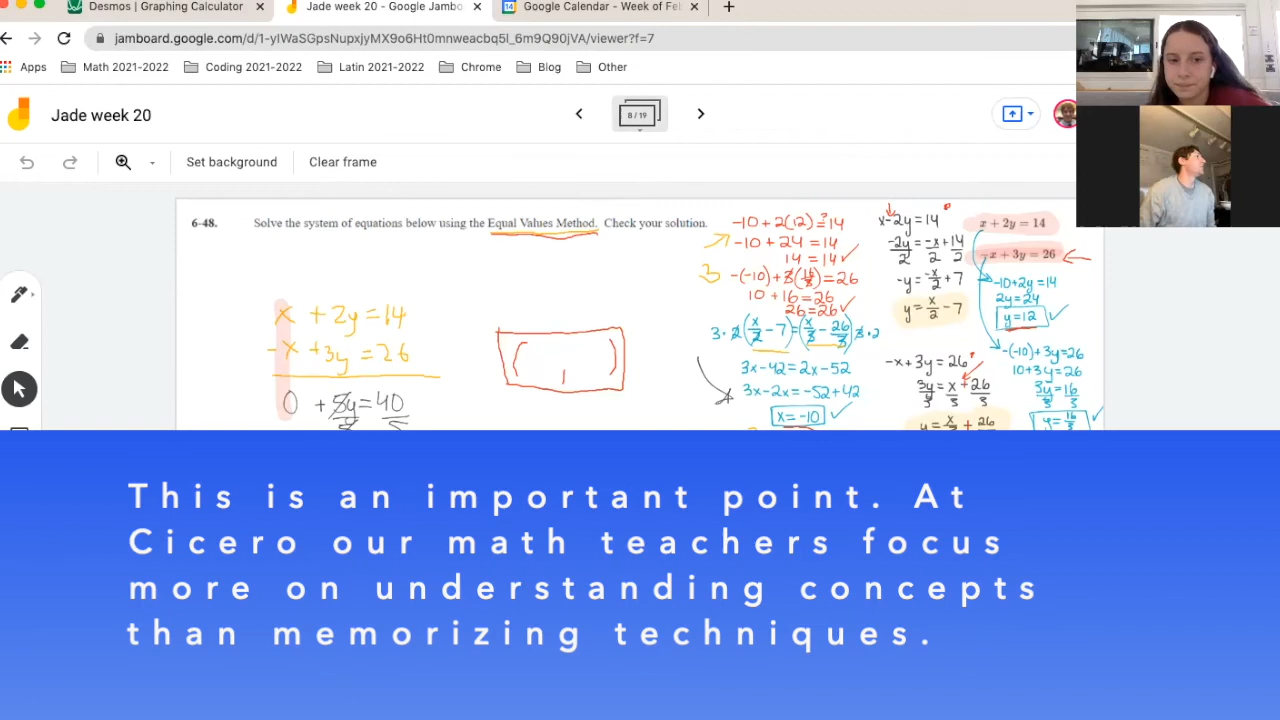 Desmos | Graphing Calculator
Jade week 20 - Google Jambo
Google Calendar - Week of Fe
jamboard.google.com/d/1-yIWaSGpsNupxjyMX9o6Ht0mnweacbq5l_6m9Q90jVA/viewer?f=7
Apps
Math 2021-2022
Coding 2021-2022
Latin 2021-2022
Chrome
Blog
Other
Jade week 20
8 / 19
Set background
Clear frame
6-48. Solve the system of equations below using the Equal Values Method. Check your solution.
x + 2y = 14
-x + 3y = 26
x + 2y = 14
-x + 3y = 26
0 + 5y = 40
-10 + 2(12) ?= 14
-10 + 24 = 14
14 = 14 ✓
10 + 16 = 26
26 = 26 ✓
3x - 42 = 2x - 52
3x - 2x = -52 + 42
x = -10 ✓
x - 2y = 14
-y = -x/2 + 7
y = x/2 - 7
-x + 3y = 26
-10 + 2y = 14
2y = 24
y = 12 ✓
-(-10) + 3y = 26
10 + 3y = 26
This is an important point. At
Cicero our math teachers focus
more on understanding concepts
than memorizing techniques.